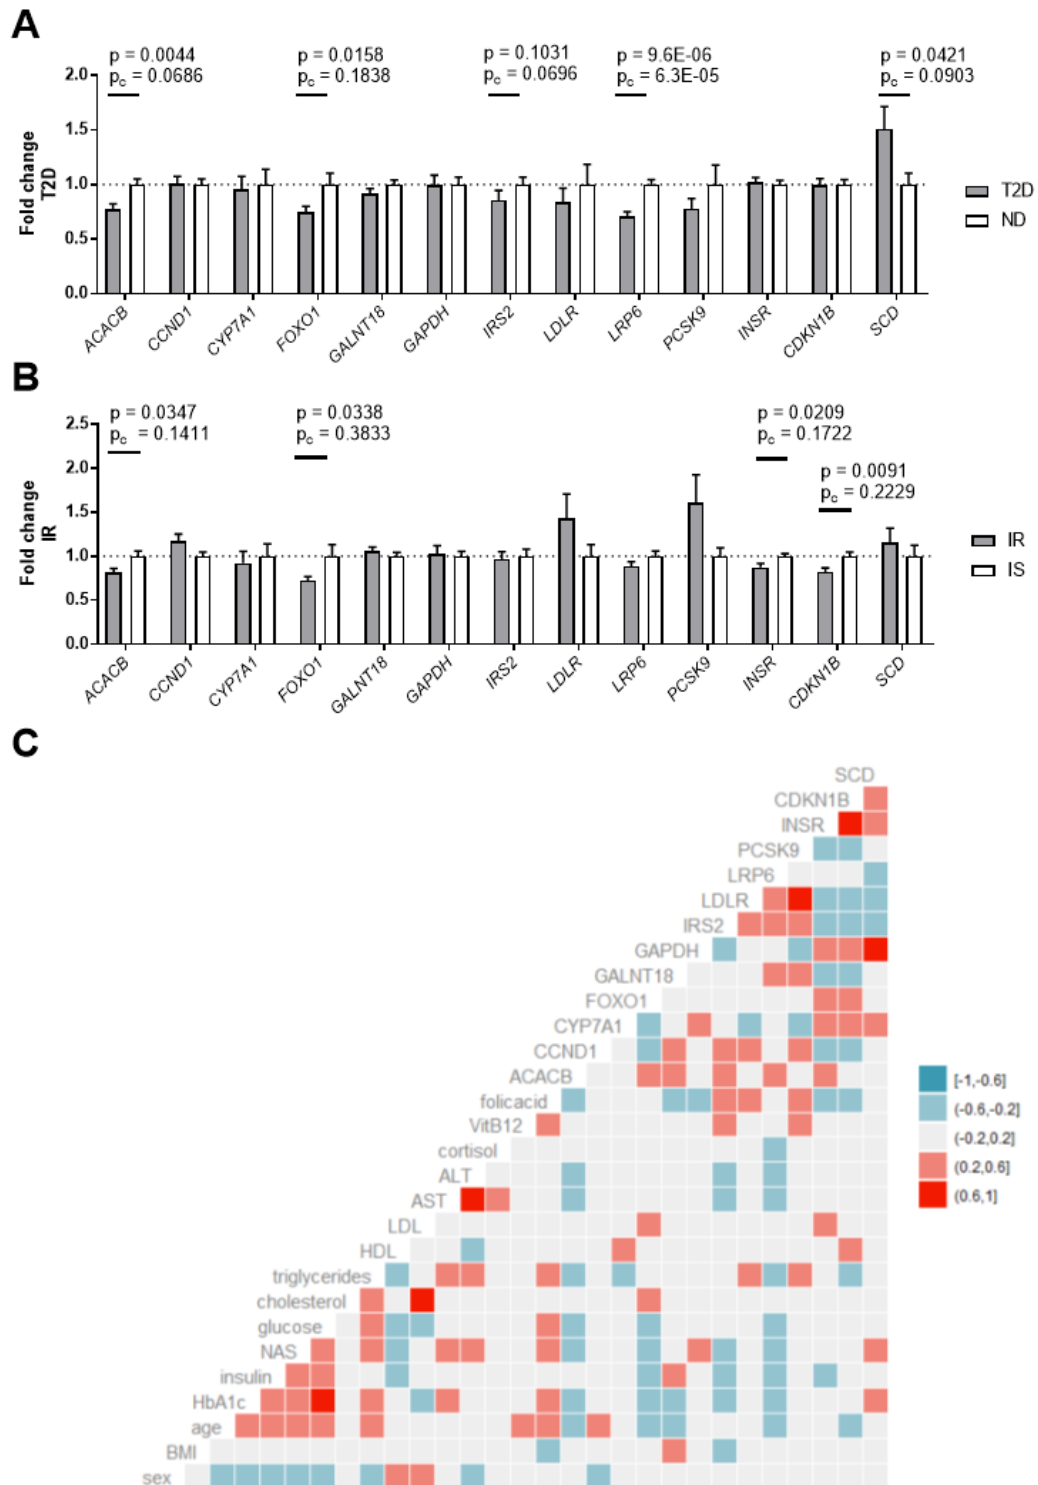 A
p = 0.0044
pc = 0.0686
p = 0.0158
pc = 0.1838
p = 0.1031
pc = 0.0696
p = 9.6E-06
pc = 6.3E-05
p = 0.0421
pc = 0.0903
Fold change
T2D
2.0
1.5
1.0
0.5
0.0
T2D
ND
ACACB
CCND1
CYP7A1
FOXO1
GALNT18
GAPDH
IRS2
LDLR
LRP6
PCSK9
INSR
CDKN1B
SCD
B
p = 0.0347
pc = 0.1411
p = 0.0338
pc = 0.3833
p = 0.0209
pc = 0.1722
p = 0.0091
pc = 0.2229
Fold change
IR
2.5
2.0
1.5
1.0
0.5
0.0
IR
IS
ACACB
CCND1
CYP7A1
FOXO1
GALNT18
GAPDH
IRS2
LDLR
LRP6
PCSK9
INSR
CDKN1B
SCD
C
SCD
CDKN1B
INSR
PCSK9
LRP6
LDLR
IRS2
GAPDH
GALNT18
FOXO1
CYP7A1
CCND1
ACACB
folicacid
VitB12
cortisol
ALT
AST
LDL
HDL
triglycerides
cholesterol
glucose
NAS
insulin
HbA1c
age
BMI
sex
[-1,-0.6]
(-0.6,-0.2]
(-0.2,0.2]
(0.2,0.6]
(0.6,1]